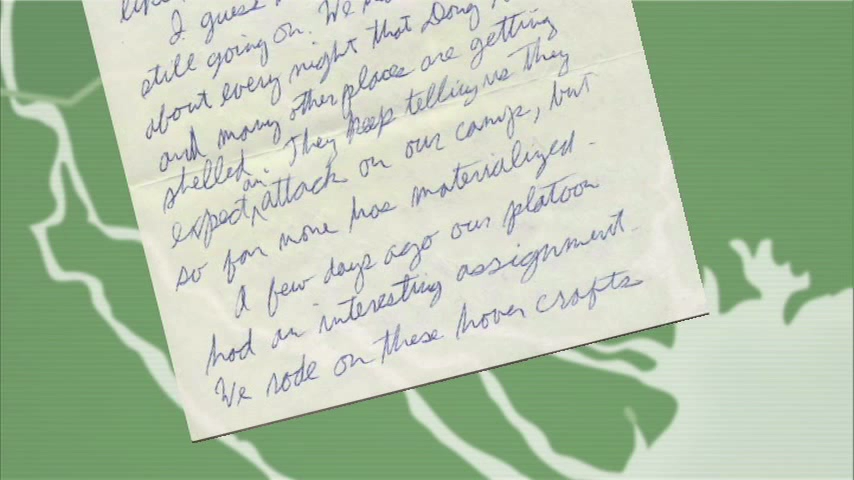 I guess
still going on. We
about every night that Dong
and many other places are getting
shelled. They keep telling us they
expect an attack on our camp, but
so far none has materialized.
A few days ago our platoon
had an interesting assignment.
We rode on these hover crafts